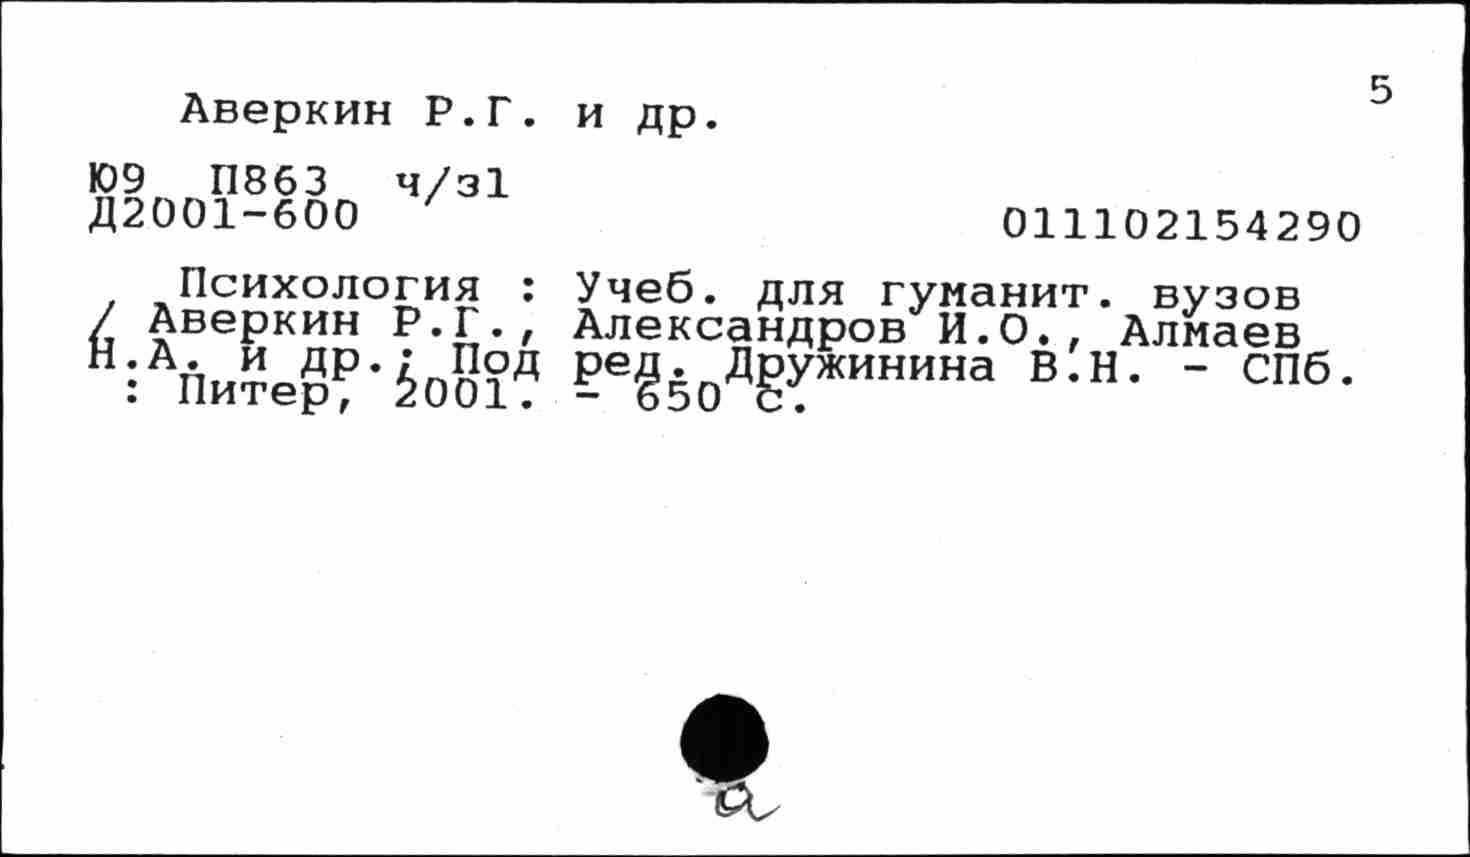 5
Аверкин Р.Г. и др.
Ю9 П863 ч/з1
Д2001-600
011102154290
Психология : Учеб. для гуманит. вузов
/ Аверкин Р.Г., Александров И.О., Алмаев
Н.А. и др.; Под ред. Дружинина В.Н. - СПб.
: Питер, 2001. - 650 с.
а